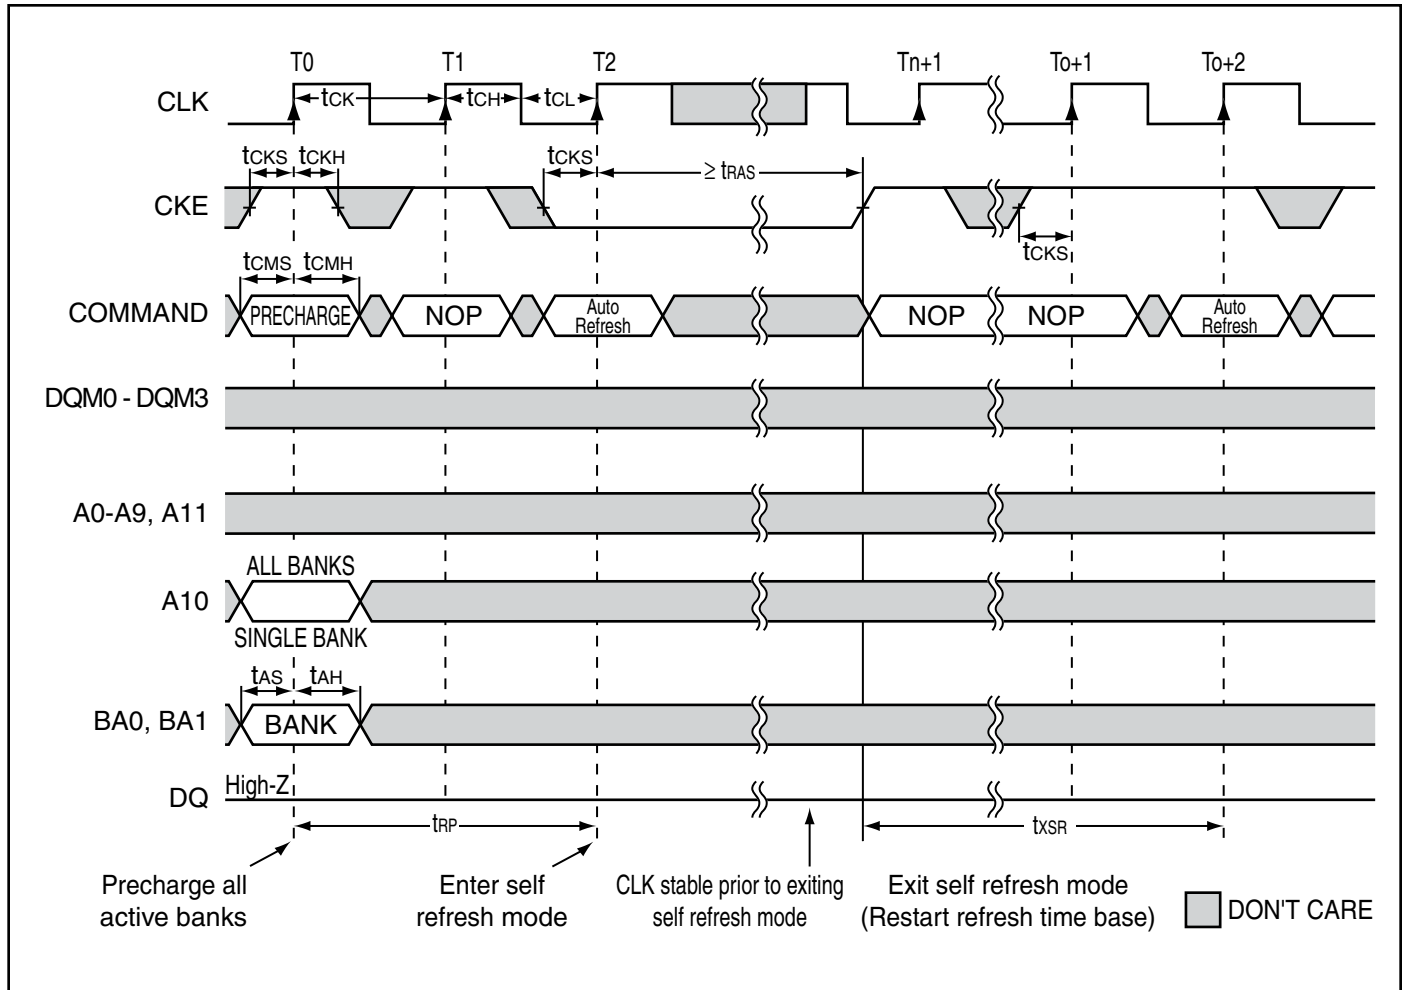 T0 T1 T2 Tn+1 To+1 To+2
CLK tCK tCH tCL
tCKS tCKH tCKS ≥ tRAS
CKE
tCKS
tCMS tCMH
COMMAND PRECHARGE NOP Auto Refresh NOP NOP Auto Refresh
DQM0 - DQM3
A0-A9, A11
ALL BANKS
A10
SINGLE BANK
tAS tAH
BA0, BA1 BANK
DQ High-Z
tRP tXSR
Precharge all
active banks
Enter self
refresh mode
CLK stable prior to exiting
self refresh mode
Exit self refresh mode
(Restart refresh time base)
DON'T CARE